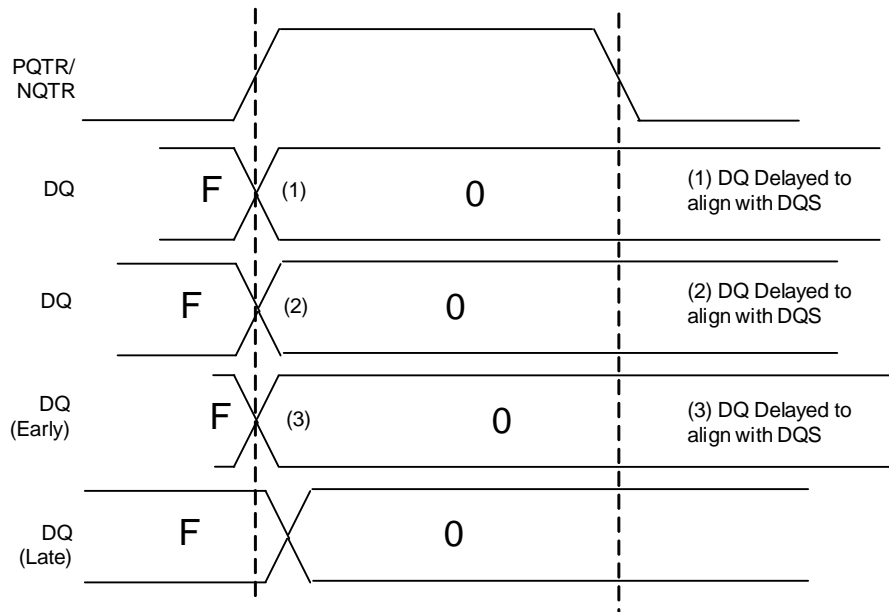 PQTR/
NQTR
DQ
F
(1)
0
(1) DQ Delayed to
align with DQS
DQ
F
(2)
0
(2) DQ Delayed to
align with DQS
DQ
(Early)
F
(3)
0
(3) DQ Delayed to
align with DQS
DQ
(Late)
F
0